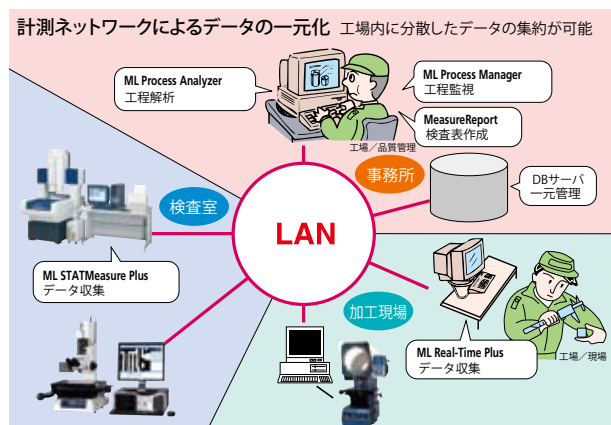 計測ネットワークによるデータの一元化 工場内に分散したデータの集約が可能
ML Process Analyzer
工程解析
ML Process Manager
工程監視
MeasureReport
検査表作成
工場／品質管理
事務所
DBサーバ
一元管理
検査室
LAN
ML STATMeasure Plus
データ収集
加工現場
ML Real-Time Plus
データ収集
工場／現場